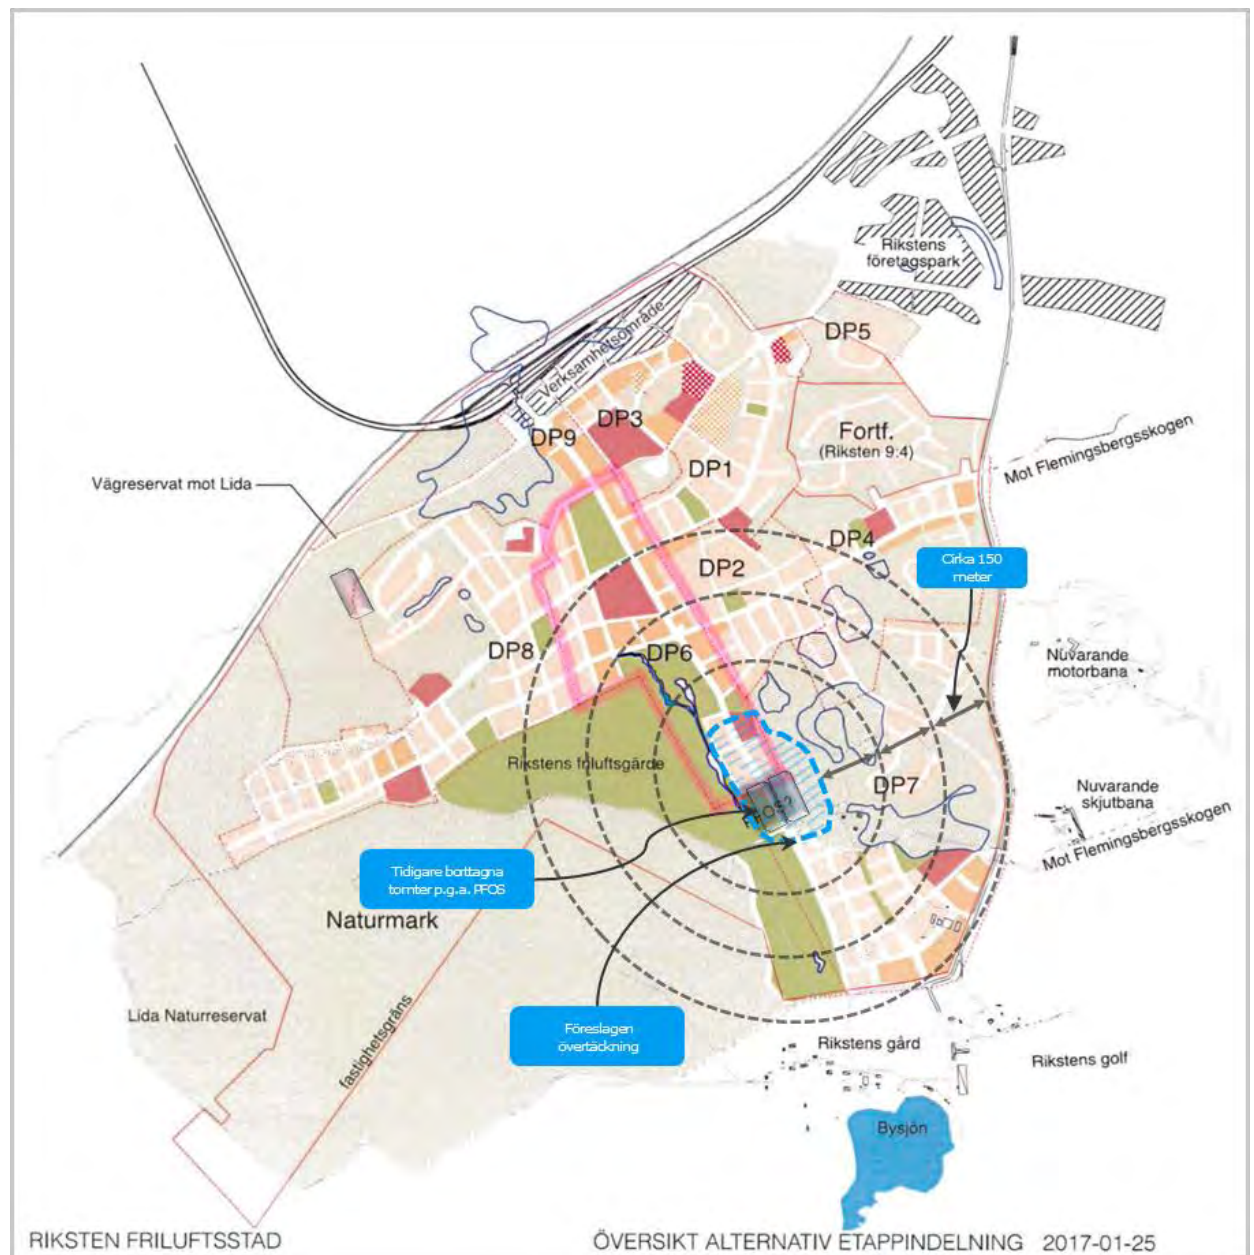 Rikstens
företagspark
DP5
Verksamhetsområde
DP3
DP9
Fortf.
(Riksten 9:4)
Mot Flemingsbergsskogen
DP1
Vägreservat mot Lida
DP4
Cirka 150
meter
DP2
DP8
DP6
Nuvarande
motorbana
Rikstens friluftsgärde
DP7
Nuvarande
skjutbana
Mot Flemingsbergsskogen
PFOS?
Tidigare borttagna
tomter p.g.a. PFOS
Naturmark
Lida Naturreservat
fastighetsgräns
Föreslagen
övertäckning
Rikstens gård
Rikstens golf
Bysjön
RIKSTEN FRILUFTSSTAD
ÖVERSIKT ALTERNATIV ETAPPINDELNING 2017-01-25